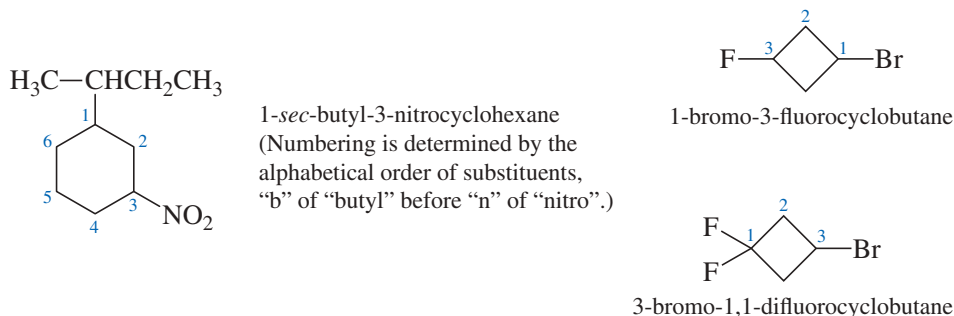 H₃C—CHCH₂CH₃
1
6
2
5
3
4
NO₂
1-sec-butyl-3-nitrocyclohexane
(Numbering is determined by the
alphabetical order of substituents,
“b” of “butyl” before “n” of “nitro”.)
2
F 3 1 Br
1-bromo-3-fluorocyclobutane
2
F 1 3 Br
F
3-bromo-1,1-difluorocyclobutane